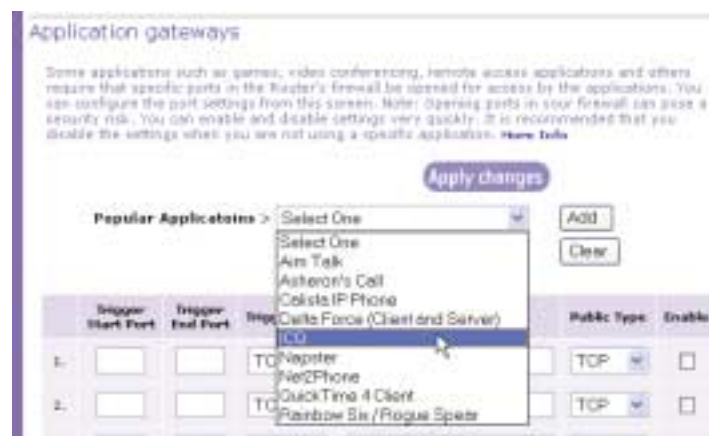 Application gateways
Some applications such as games, video conferencing, remote access applications and others
require that specific ports in the Router's firewall be opened for access by the applications. You
can configure the port settings from this screen. Note: Opening ports in your firewall can pose a
security risk. You can enable and disable settings very quickly. It is recommended that you
disable the settings when you are not using a specific application. More Info
Apply changes
Popular Applicatoins > Select One
Add
Select One
Clear
Aim Talk
Asheron's Call
Calista IP Phone
Delta Force (Client and Server)
ICQ
Napster
Net2Phone
QuickTime 4 Client
Rainbow Six / Rogue Spear
Trigger Start Port
Trigger End Port
Public Type
Enable
1. TCP
2. TCP